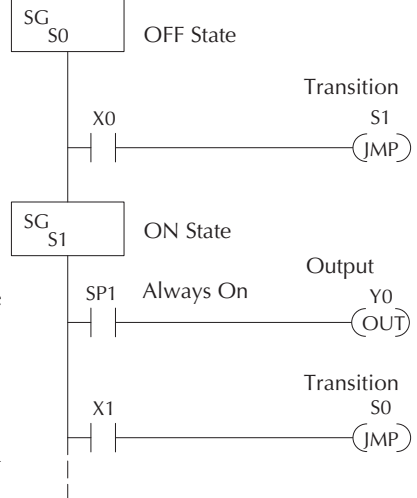 SG
S0
OFF State
Transition
X0
S1
JMP
SG
S1
ON State
Output
SP1
Always On
Y0
OUT
Transition
X1
S0
JMP